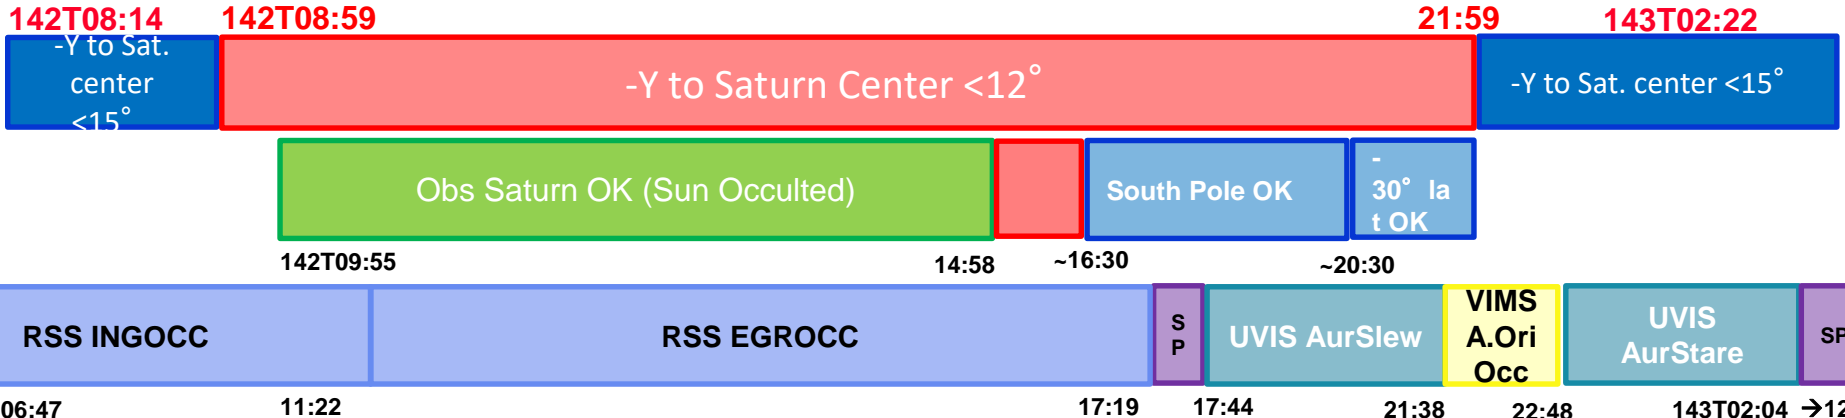 142T08:14 142T08:59 21:59 143T02:22
-Y to Sat.
center
<15°
-Y to Saturn Center <12°
-Y to Sat. center <15°
Obs Saturn OK (Sun Occulted)
South Pole OK
-
30° la
t OK
142T09:55 14:58 ~16:30 ~20:30
RSS INGOCC
RSS EGROCC
S
P
UVIS AurSlew
VIMS
A.Ori
Occ
UVIS
AurStare
SP
06:47 11:22 17:19 17:44 21:38 22:48 143T02:04 →12